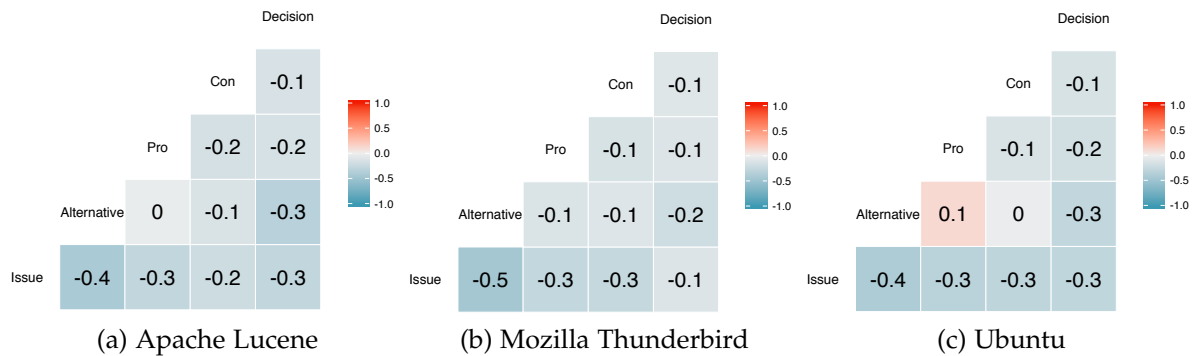 Decision
Con
-0.1
Pro
-0.2
-0.2
Alternative
0
-0.1
-0.3
Issue
-0.4
-0.3
-0.2
-0.3
1.0
0.5
0.0
-0.5
-1.0
(a) Apache Lucene
Decision
Con
-0.1
Pro
-0.1
-0.1
Alternative
-0.1
-0.1
-0.2
Issue
-0.5
-0.3
-0.3
-0.1
1.0
0.5
0.0
-0.5
-1.0
(b) Mozilla Thunderbird
Decision
Con
-0.1
Pro
-0.1
-0.2
Alternative
0.1
0
-0.3
Issue
-0.4
-0.3
-0.3
-0.3
1.0
0.5
0.0
-0.5
-1.0
(c) Ubuntu